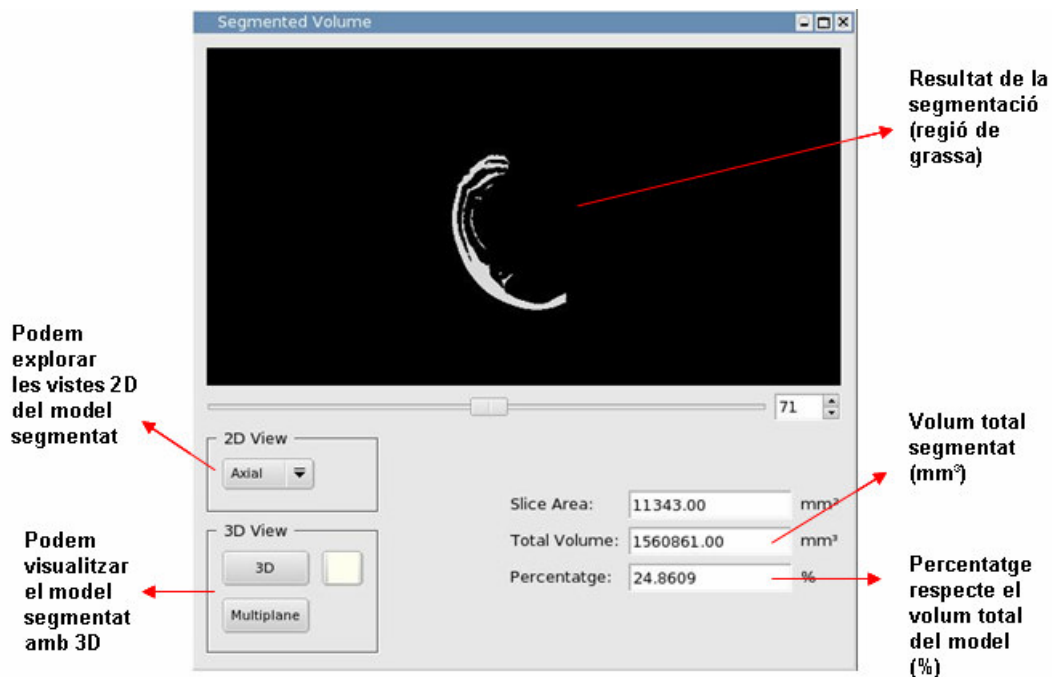 Segmented Volume
Resultat de la
segmentació
(regió de
grassa)
Podem
explorar
les vistes 2D
del model
segmentat
71
2D View
Axial
Volum total
segmentat
(mm³)
Slice Area: 11343.00 mm²
Total Volume: 1560861.00 mm³
Percentatge: 24.8609 %
3D View
3D
Multiplane
Podem
visualitzar
el model
segmentat
amb 3D
Percentatge
respecte el
volum total
del model
(%)